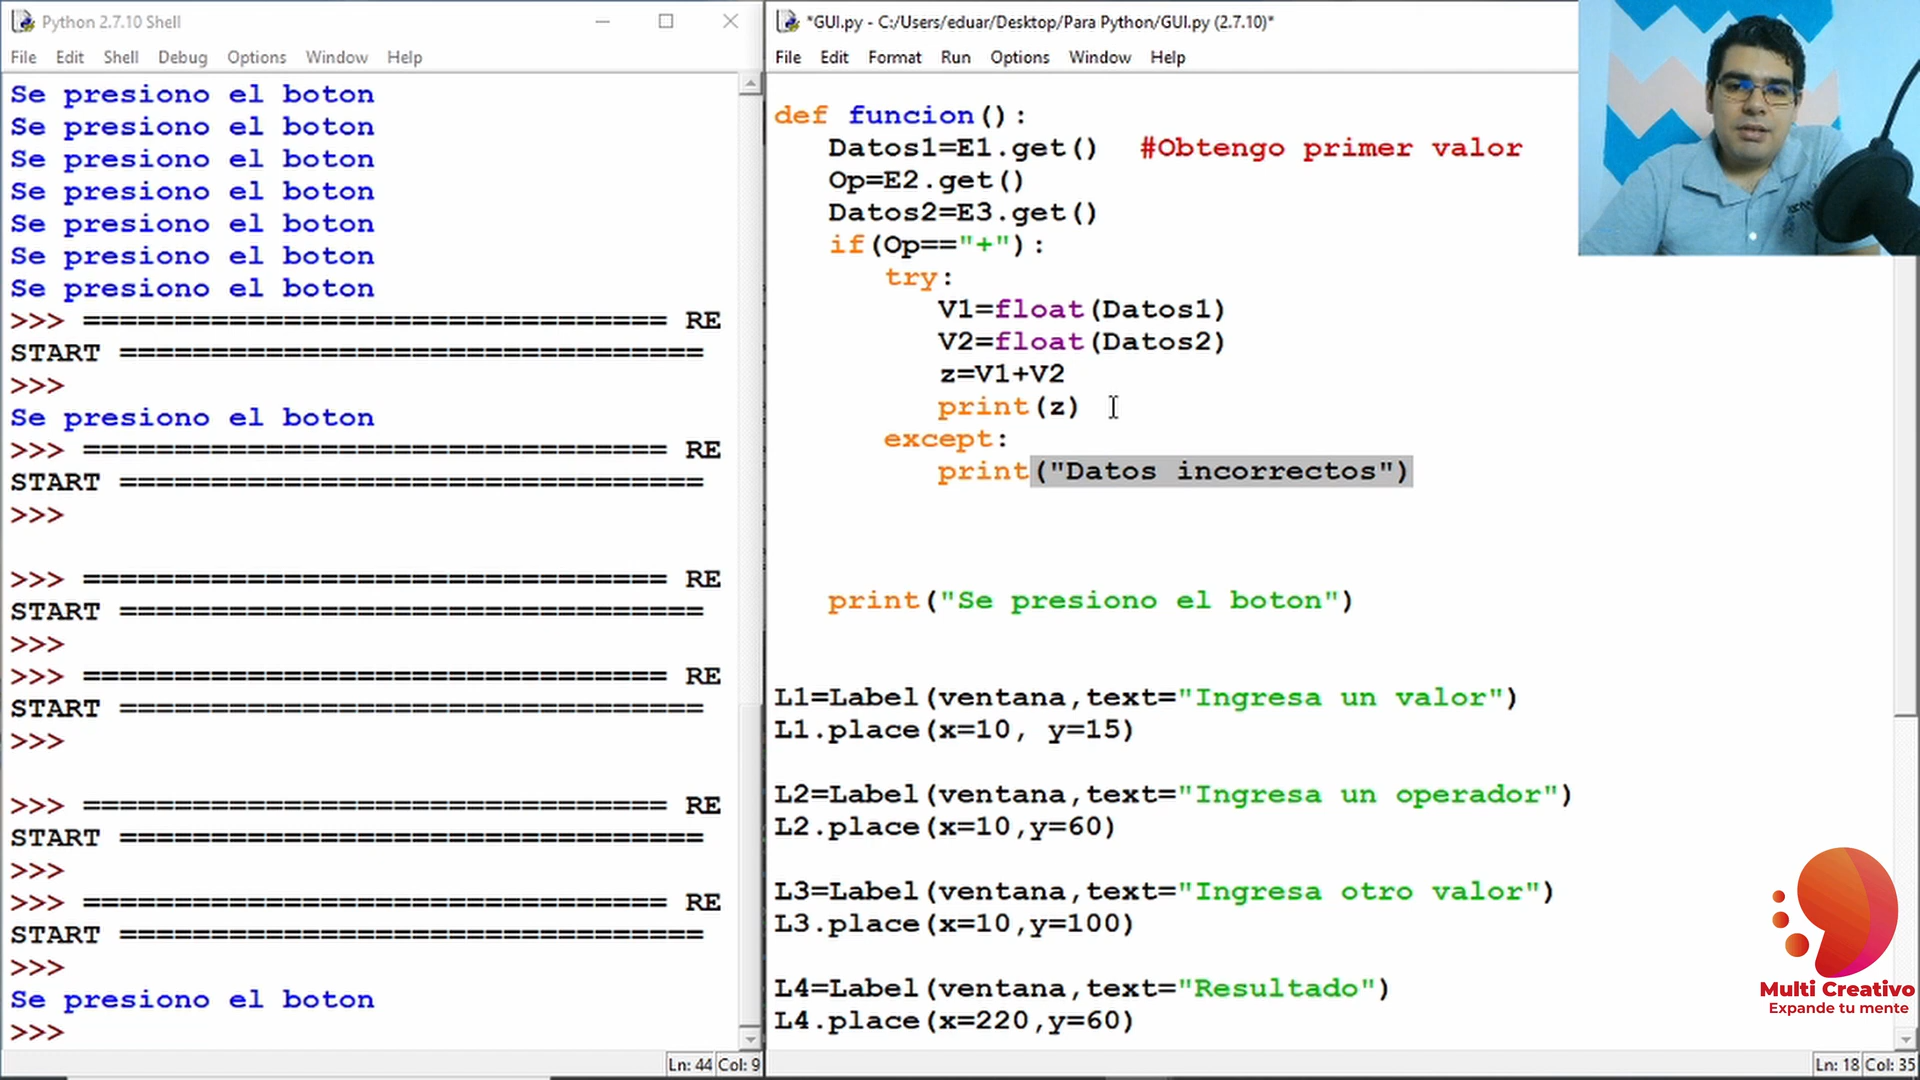 Python 2.7.10 Shell
File Edit Shell Debug Options Window Help
Se presiono el boton
Se presiono el boton
Se presiono el boton
Se presiono el boton
Se presiono el boton
Se presiono el boton
Se presiono el boton
>>> ================================ RE
START ================================
>>>
Se presiono el boton
>>> ================================ RE
START ================================
>>>
>>> ================================ RE
START ================================
>>>
>>> ================================ RE
START ================================
>>>
>>> ================================ RE
START ================================
>>>
>>> ================================ RE
START ================================
>>>
Se presiono el boton
>>>
Ln: 44 Col: 9
*GUI.py - C:/Users/eduar/Desktop/Para Python/GUI.py (2.7.10)*
File Edit Format Run Options Window Help
def funcion():
Datos1=E1.get() #Obtengo primer valor
Op=E2.get()
Datos2=E3.get()
if(Op=="+"):
try:
V1=float(Datos1)
V2=float(Datos2)
z=V1+V2
print(z)
except:
print("Datos incorrectos")
print("Se presiono el boton")
L1=Label(ventana,text="Ingresa un valor")
L1.place(x=10, y=15)
L2=Label(ventana,text="Ingresa un operador")
L2.place(x=10,y=60)
L3=Label(ventana,text="Ingresa otro valor")
L3.place(x=10,y=100)
L4=Label(ventana,text="Resultado")
L4.place(x=220,y=60)
Multi Creativo
Expande tu mente
Ln: 18 Col: 35